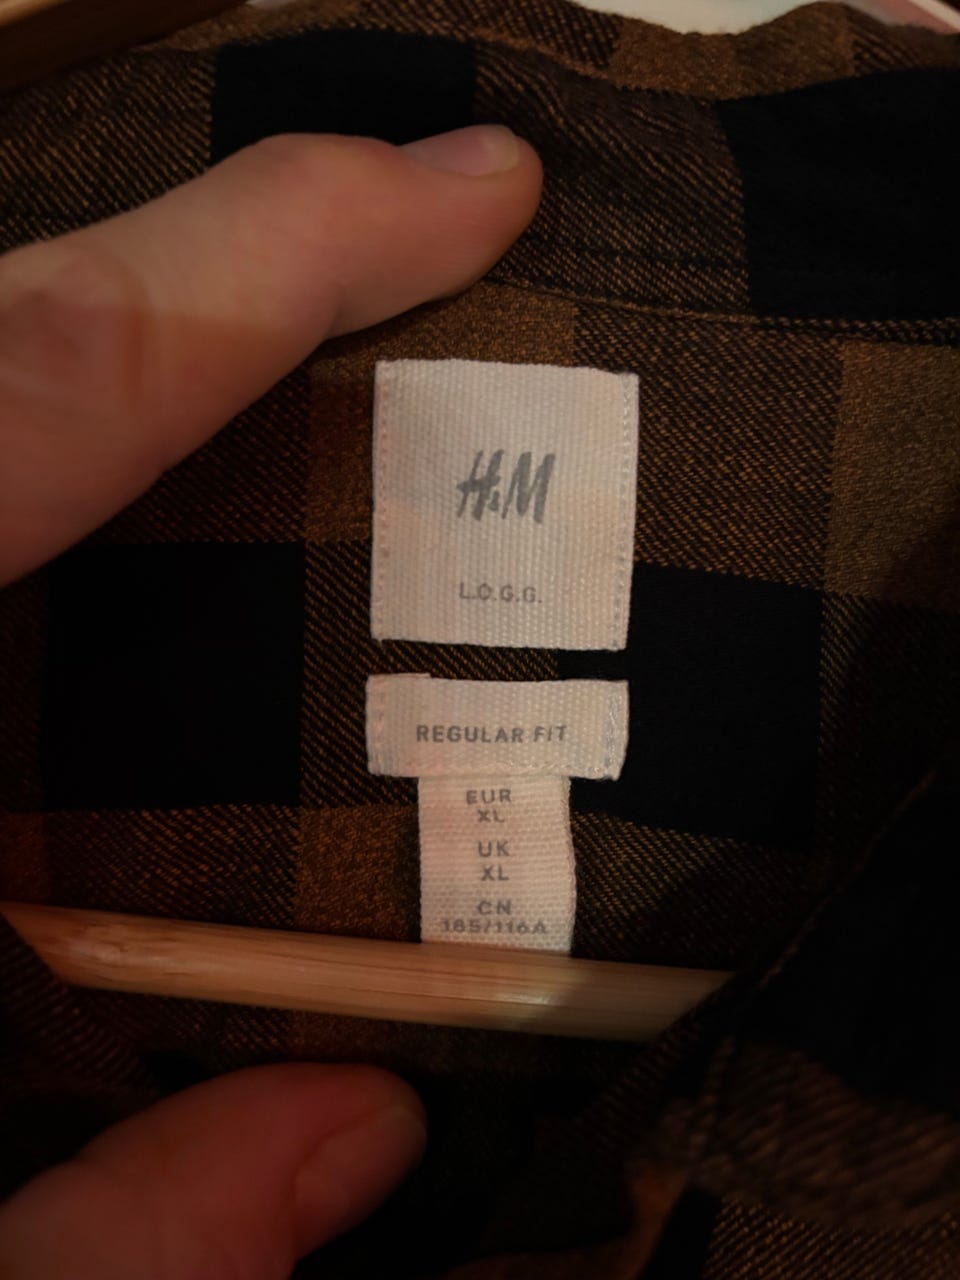 H&M
L.O.G.G.
REGULAR FIT
EUR
XL
UK
XL
CN
185/116A